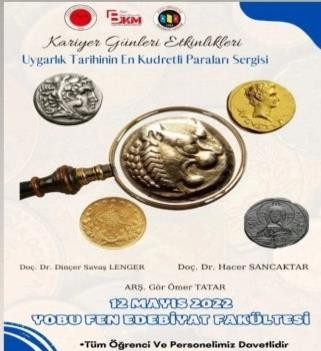 BKM
Kariyer Günleri Etkinlikleri
Uygarlık Tarihinin En Kudretli Paraları Sergisi
Doç. Dr. Dinçer Savaş LENGER
Doç. Dr. Hacer SANCAKTAR
ARŞ. Gör Ömer TATAR
12 MAYIS 2022
YOBU FEN EDEBİYAT FAKÜLTESİ
•Tüm Öğrenci Ve Personelimiz Davetlidir